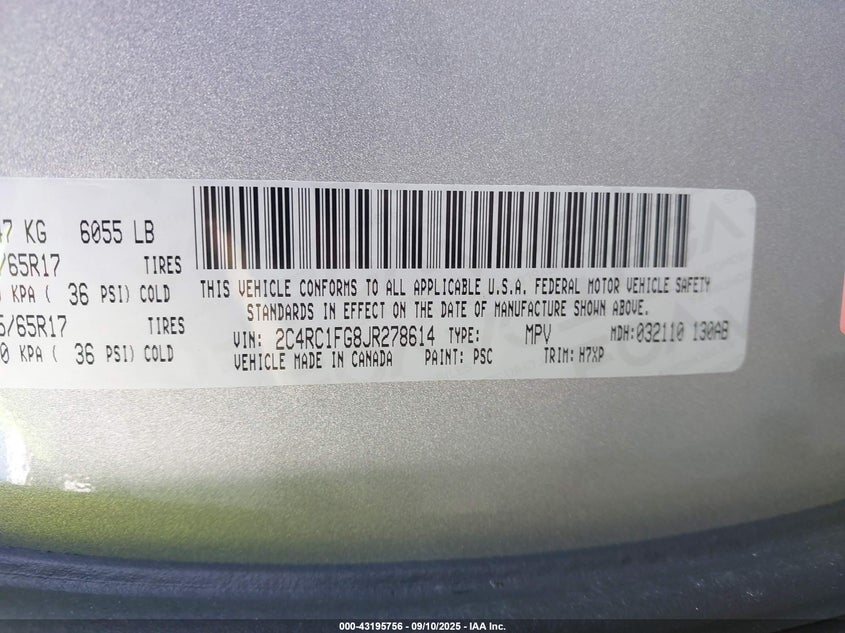 47 KG 6055 LB
/65R17 TIRES
KPA ( 36 PSI) COLD
5/65R17 TIRES
0 KPA ( 36 PSI) COLD
THIS VEHICLE CONFORMS TO ALL APPLICABLE U.S.A. FEDERAL MOTOR VEHICLE SAFETY
STANDARDS IN EFFECT ON THE DATE OF MANUFACTURE SHOWN ABOVE.
VIN: 2C4RC1FG8JR278614 TYPE: MPV MDH:032110 130AB
VEHICLE MADE IN CANADA PAINT: PSC TRIM: H7XP
000-43195756 — 09/10/2025 — IAA Inc.